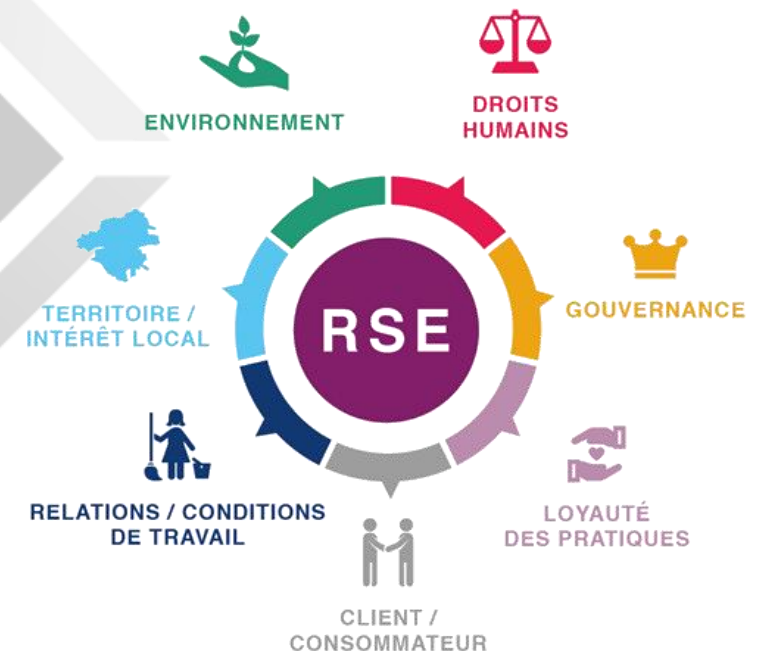 ENVIRONNEMENT
DROITS
HUMAINS
TERRITOIRE /
INTÉRÊT LOCAL
RSE
GOUVERNANCE
RELATIONS / CONDITIONS
DE TRAVAIL
LOYAUTÉ
DES PRATIQUES
CLIENT /
CONSOMMATEUR